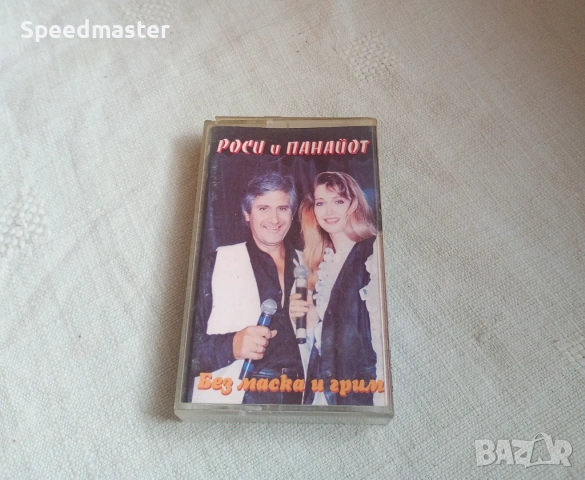 Speedmaster
РОСИ и ПАНАЙОТ
Без маска и грим
BAZAR